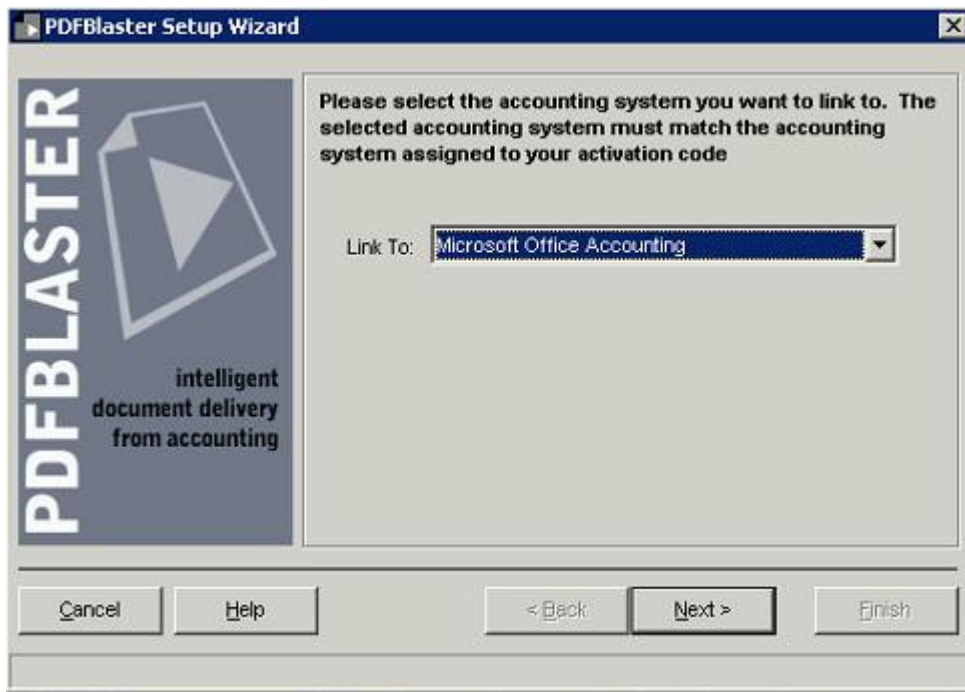 PDFBlaster Setup Wizard
PDFBLASTER
intelligent
document delivery
from accounting
Please select the accounting system you want to link to.  The
selected accounting system must match the accounting
system assigned to your activation code
Link To: Microsoft Office Accounting
Cancel Help < Back Next > Finish